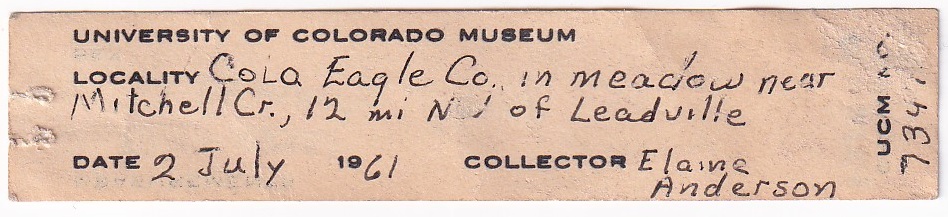 UNIVERSITY OF COLORADO MUSEUM
LOCALITY Colo Eagle Co., in meadow near
Mitchell Cr., 12 mi of Leadville
DATE 2 July 1961 COLLECTOR Elaine
Anderson
UCM NO.